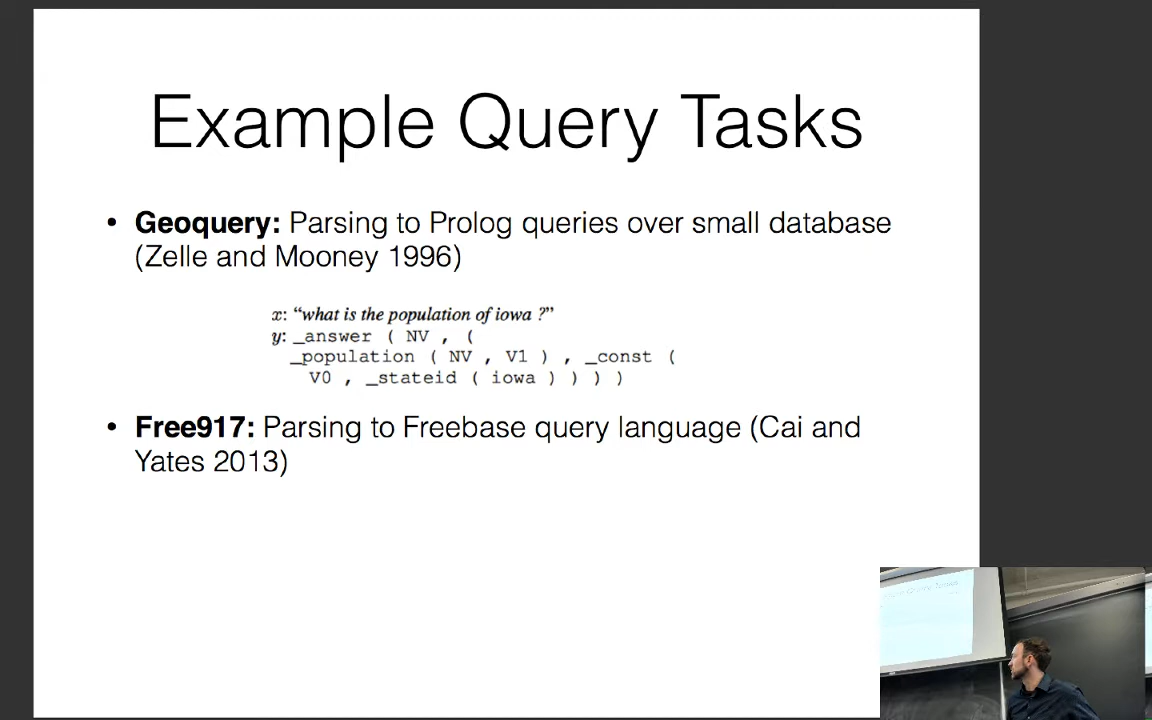 Example Query Tasks
• Geoquery: Parsing to Prolog queries over small database
(Zelle and Mooney 1996)
x: “what is the population of iowa ?”
y: _answer ( NV , (
_population ( NV , V1 ) , _const (
V0 , _stateid ( iowa ) ) ) )
• Free917: Parsing to Freebase query language (Cai and
Yates 2013)